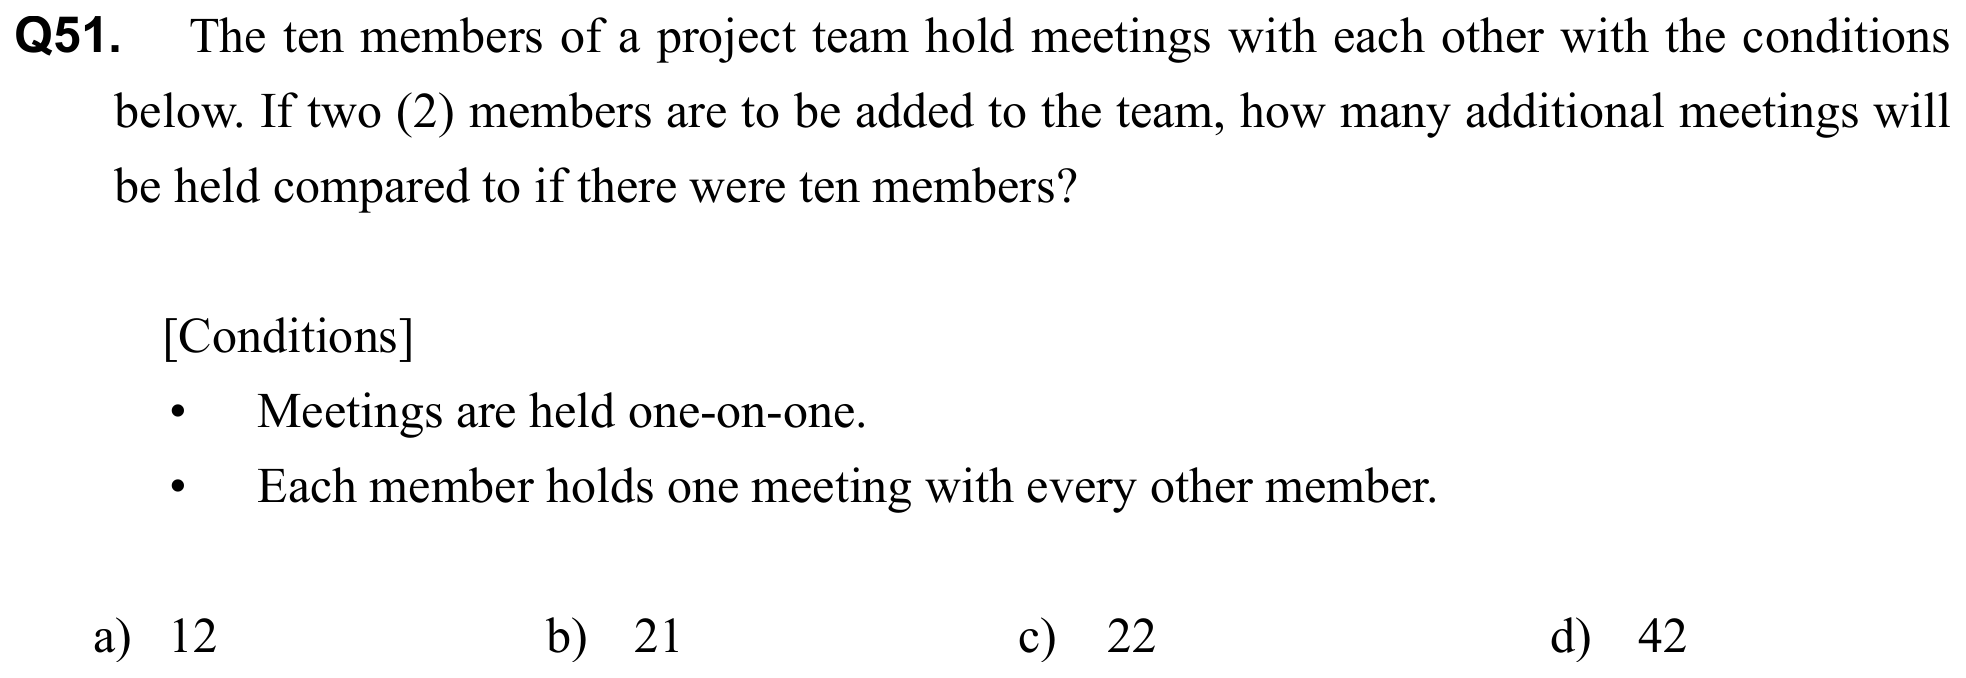 Q51. The ten members of a project team hold meetings with each other with the conditions
below. If two (2) members are to be added to the team, how many additional meetings will
be held compared to if there were ten members?
[Conditions]
• Meetings are held one-on-one.
• Each member holds one meeting with every other member.
a) 12 b) 21 c) 22 d) 42